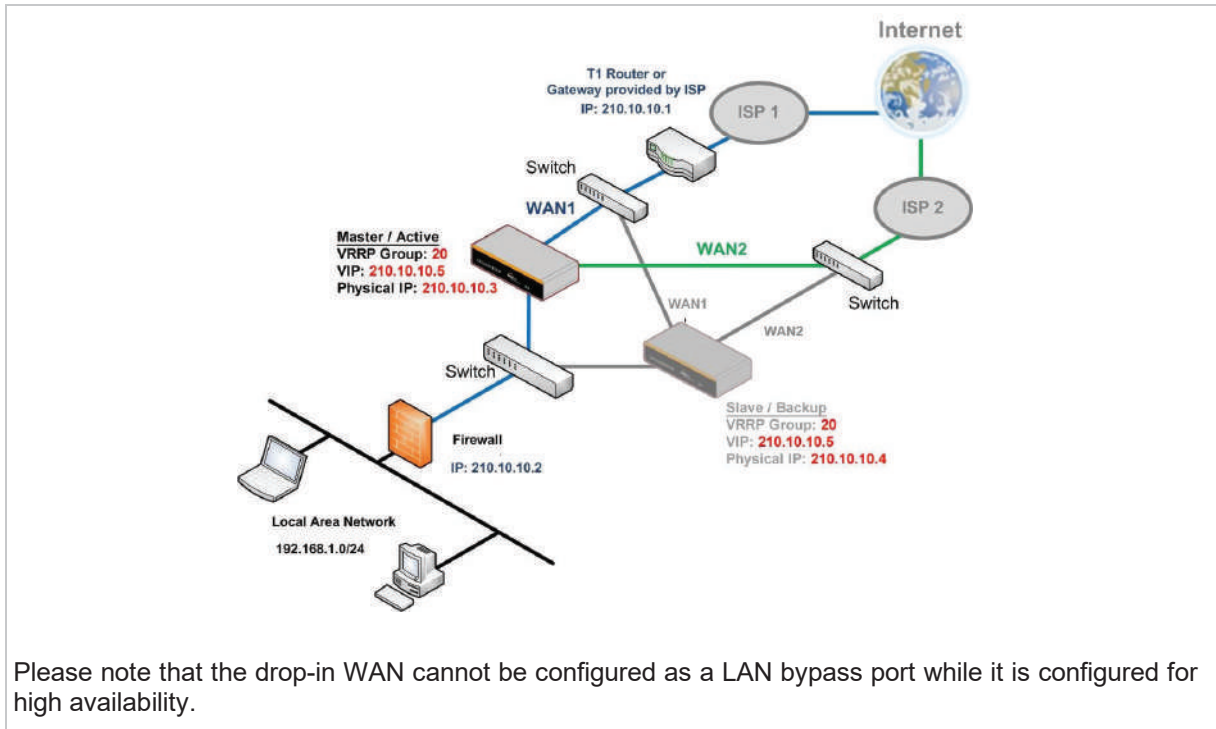 Internet
T1 Router or
Gateway provided by ISP
IP: 210.10.10.1
ISP 1
Switch
WAN1
ISP 2
Master / Active
VRRP Group: 20
VIP: 210.10.10.5
Physical IP: 210.10.10.3
WAN2
Switch
WAN1
WAN2
Switch
Slave / Backup
VRRP Group: 20
VIP: 210.10.10.5
Physical IP: 210.10.10.4
Firewall
IP: 210.10.10.2
Local Area Network
192.168.1.0/24
Please note that the drop-in WAN cannot be configured as a LAN bypass port while it is configured for
high availability.